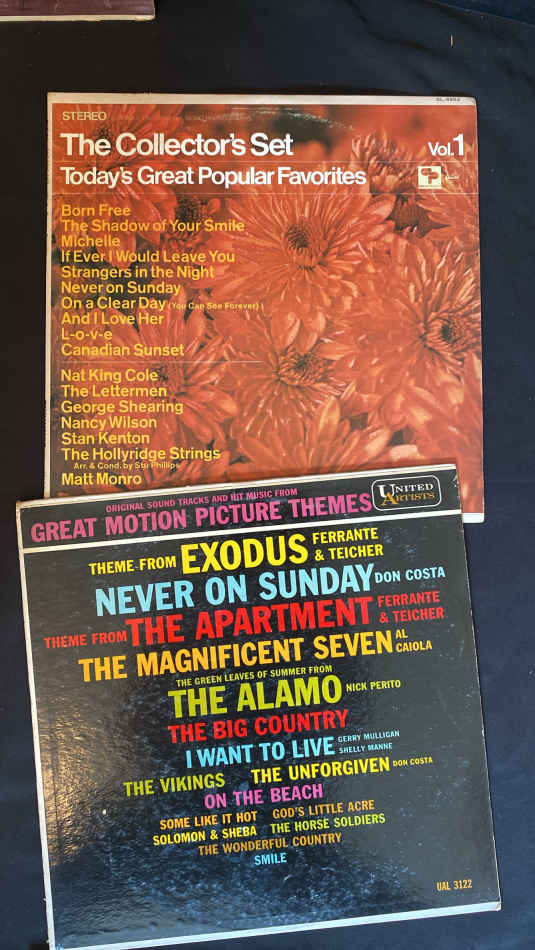 STEREO
The Collector's Set
Vol.1
Today's Great Popular Favorites
Born Free
The Shadow of Your Smile
Michelle
If Ever I Would Leave You
Strangers in the Night
Never on Sunday
On a Clear Day (You Can See Forever)
And I Love Her
L-o-v-e
Canadian Sunset
Nat King Cole
The Lettermen
George Shearing
Nancy Wilson
Stan Kenton
The Hollyridge Strings
Arr. & Cond. by Stu Phillips
Matt Monro
ORIGINAL SOUND TRACKS AND HIT MUSIC FROM
GREAT MOTION PICTURE THEMES
UNITED
ARTISTS
THEME FROM EXODUS FERRANTE & TEICHER
NEVER ON SUNDAY DON COSTA
THEME FROM THE APARTMENT FERRANTE & TEICHER
THE MAGNIFICENT SEVEN AL CAIOLA
THE GREEN LEAVES OF SUMMER FROM
THE ALAMO NICK PERITO
THE BIG COUNTRY
I WANT TO LIVE GERRY MULLIGAN SHELLY MANNE
THE VIKINGS THE UNFORGIVEN DON COSTA
ON THE BEACH
SOME LIKE IT HOT GOD'S LITTLE ACRE
SOLOMON & SHEBA THE HORSE SOLDIERS
THE WONDERFUL COUNTRY
SMILE
UAL 3122